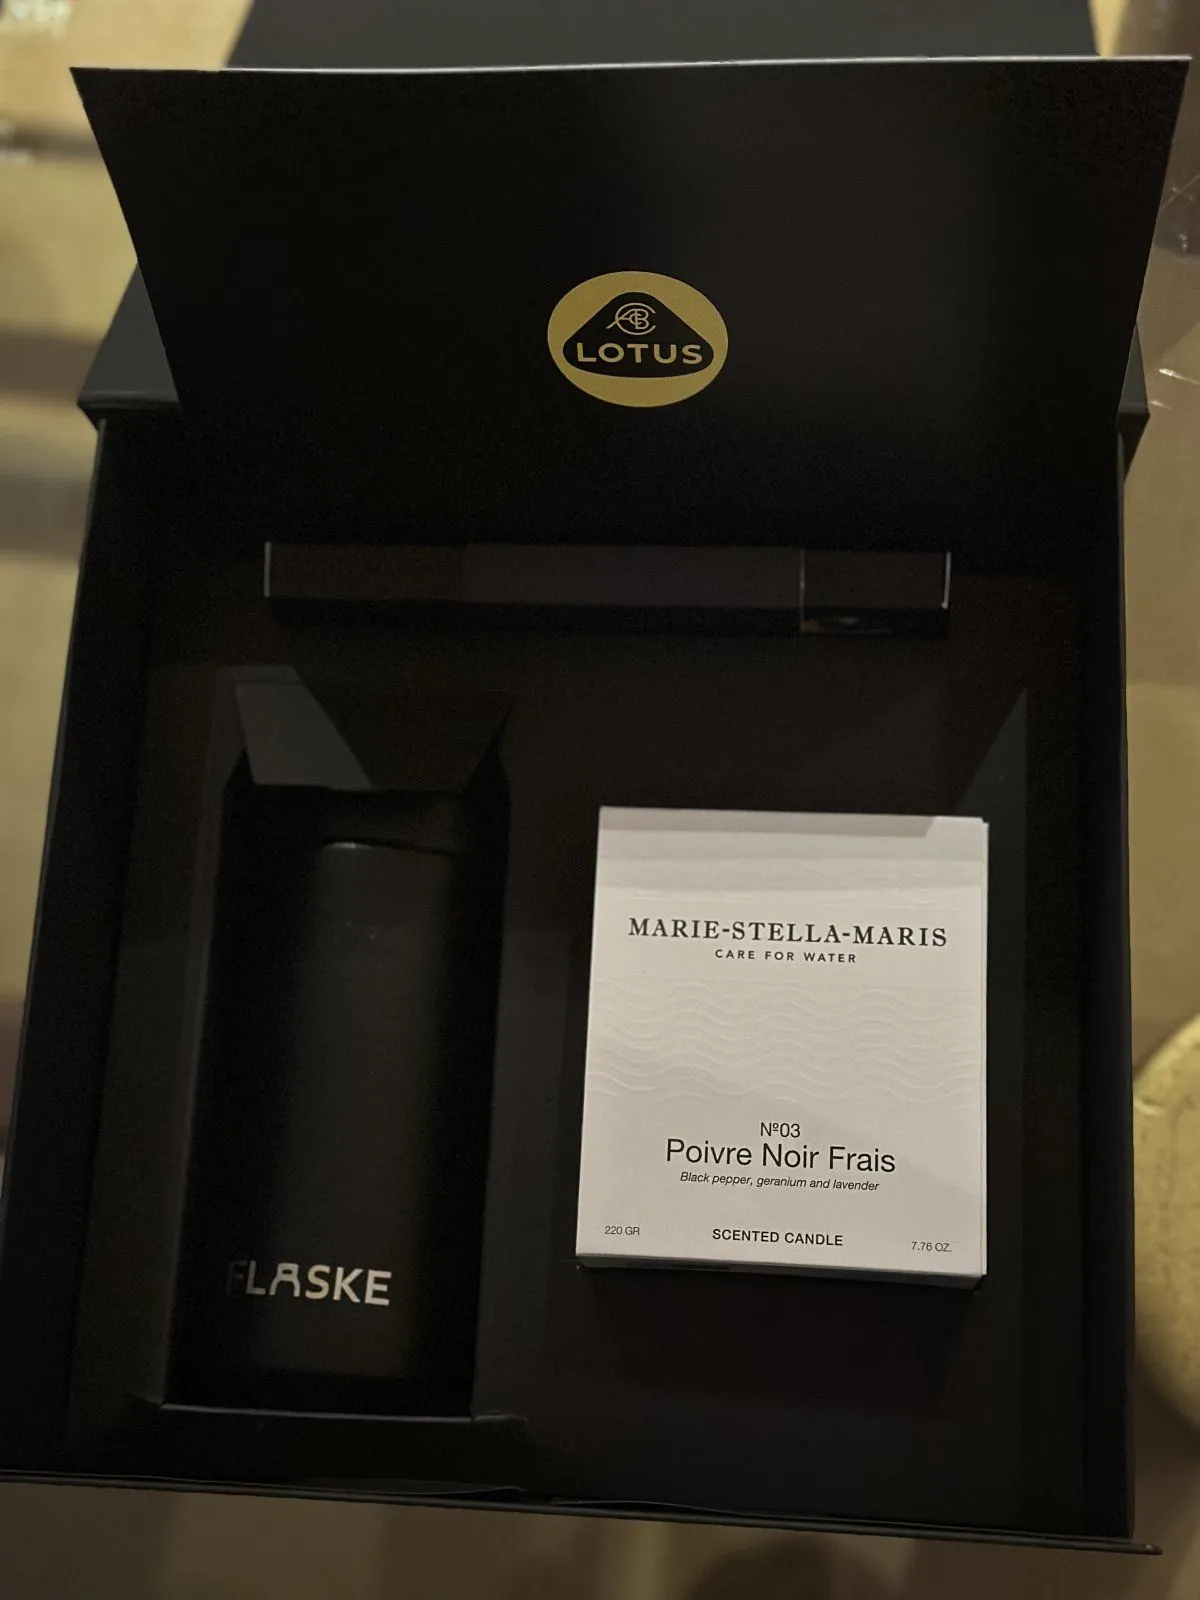 ACBC
LOTUS
MARIE-STELLA-MARIS
CARE FOR WATER
Nº03
Poivre Noir Frais
Black pepper, geranium and lavender
220 GR
SCENTED CANDLE
7.76 OZ.
FLASKE